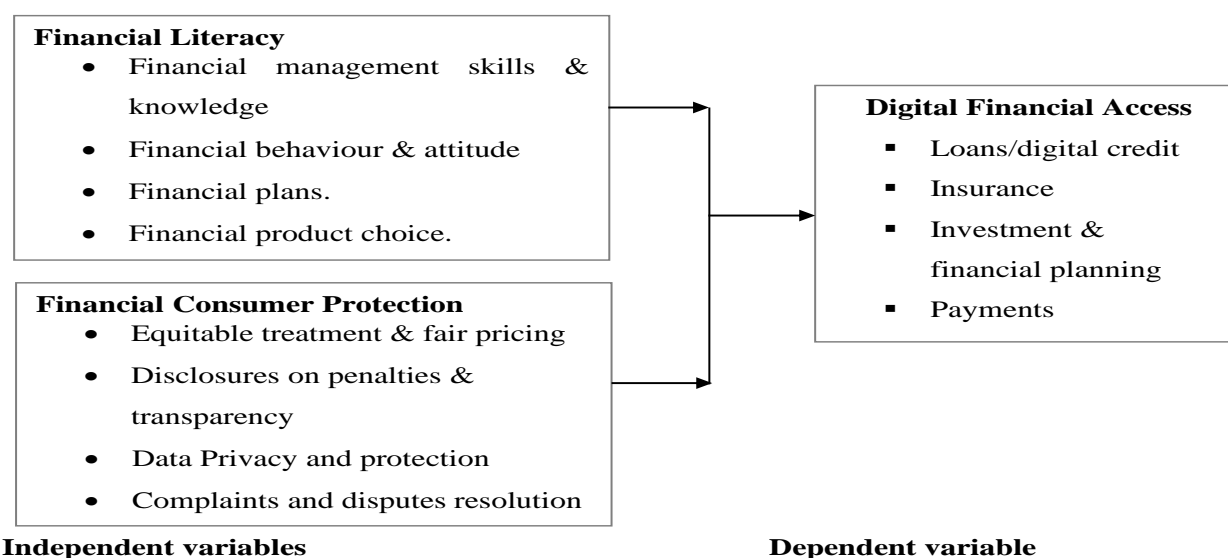 Financial Literacy
• Financial management skills &
knowledge
• Financial behaviour & attitude
• Financial plans.
• Financial product choice.
Financial Consumer Protection
• Equitable treatment & fair pricing
• Disclosures on penalties &
transparency
• Data Privacy and protection
• Complaints and disputes resolution
Digital Financial Access
▪ Loans/digital credit
▪ Insurance
▪ Investment &
financial planning
▪ Payments
Independent variables
Dependent variable